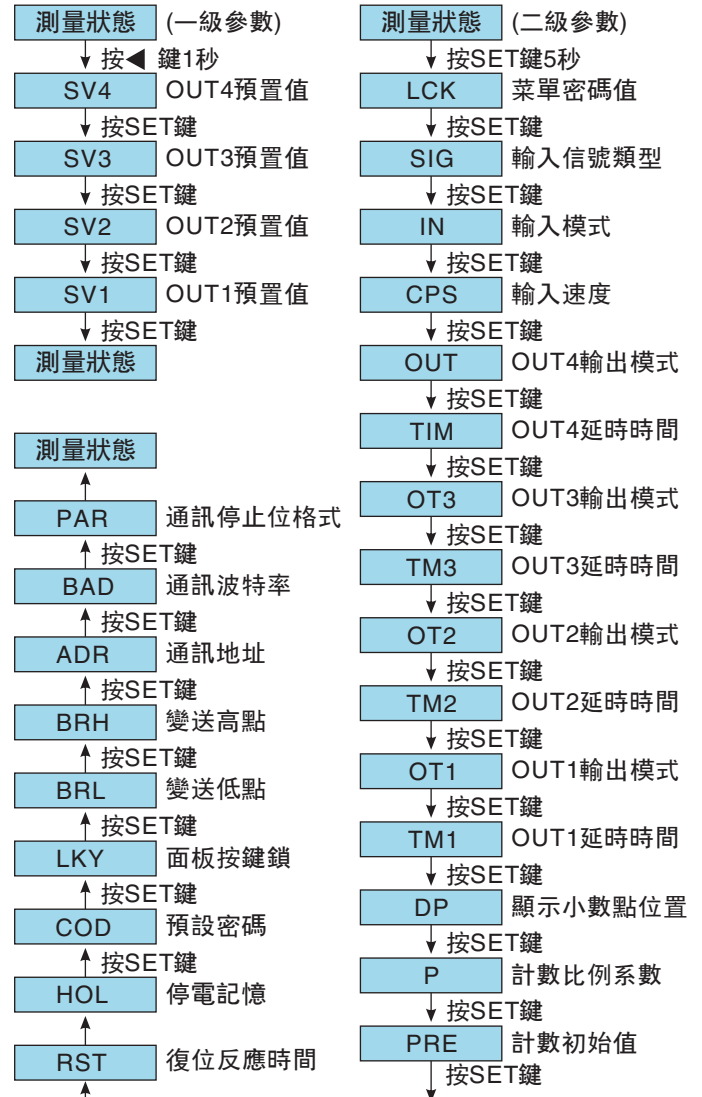 測量狀態 (一級參數)
按◀ 鍵1秒
SV4 OUT4預置值
按SET鍵
SV3 OUT3預置值
按SET鍵
SV2 OUT2預置值
按SET鍵
SV1 OUT1預置值
按SET鍵
測量狀態
測量狀態 (二級參數)
按SET鍵5秒
LCK 菜單密碼值
按SET鍵
SIG 輸入信號類型
按SET鍵
IN 輸入模式
按SET鍵
CPS 輸入速度
按SET鍵
OUT OUT4輸出模式
按SET鍵
TIM OUT4延時時間
按SET鍵
OT3 OUT3輸出模式
按SET鍵
TM3 OUT3延時時間
按SET鍵
OT2 OUT2輸出模式
按SET鍵
TM2 OUT2延時時間
按SET鍵
OT1 OUT1輸出模式
按SET鍵
TM1 OUT1延時時間
按SET鍵
DP 顯示小數點位置
按SET鍵
P 計數比例系數
按SET鍵
PRE 計數初始值
按SET鍵
測量狀態
PAR 通訊停止位格式
按SET鍵
BAD 通訊波特率
按SET鍵
ADR 通訊地址
按SET鍵
BRH 變送高點
按SET鍵
BRL 變送低點
按SET鍵
LKY 面板按鍵鎖
按SET鍵
COD 預設密碼
按SET鍵
HOL 停電記憶
RST 復位反應時間